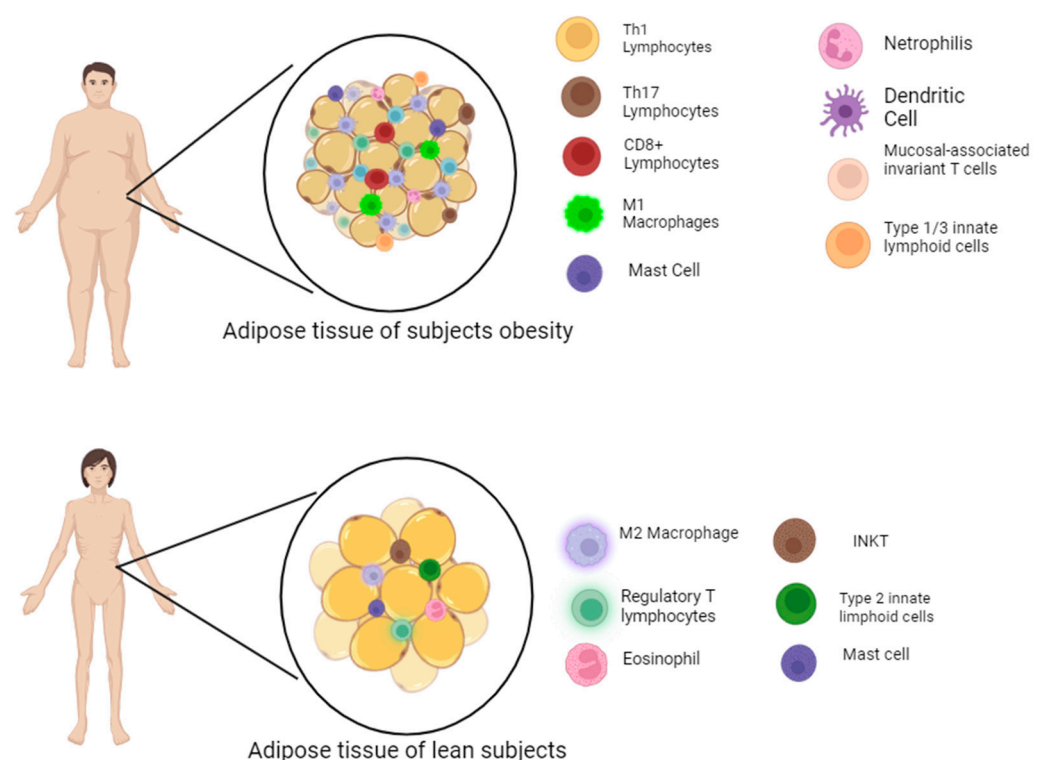 Th1
Lymphocytes
Th17
Lymphocytes
CD8+
Lymphocytes
M1
Macrophages
Mast Cell
Netrophilis
Dendritic
Cell
Mucosal-associated
invariant T cells
Type 1/3 innate
lymphoid cells
Adipose tissue of subjects obesity
M2 Macrophage
Regulatory T
lymphocytes
Eosinophil
INKT
Type 2 innate
limphoid cells
Mast cell
Adipose tissue of lean subjects